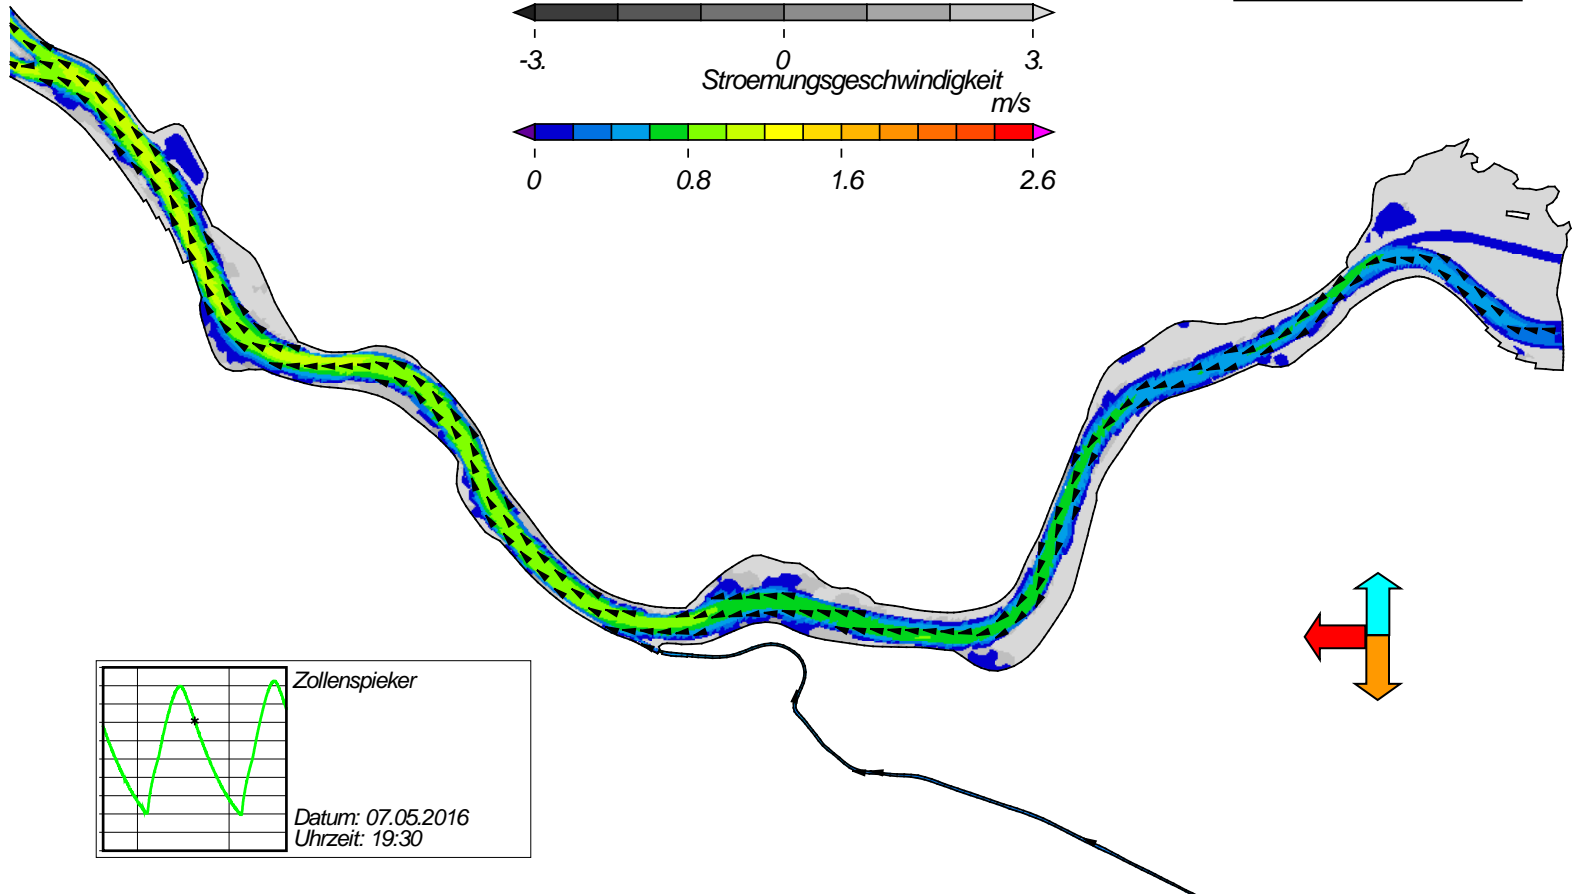 -3. 0 3.
Stroemungsgeschwindigkeit
m/s
0 0.8 1.6 2.6
Zollenspieker
Datum: 07.05.2016
Uhrzeit: 19:30